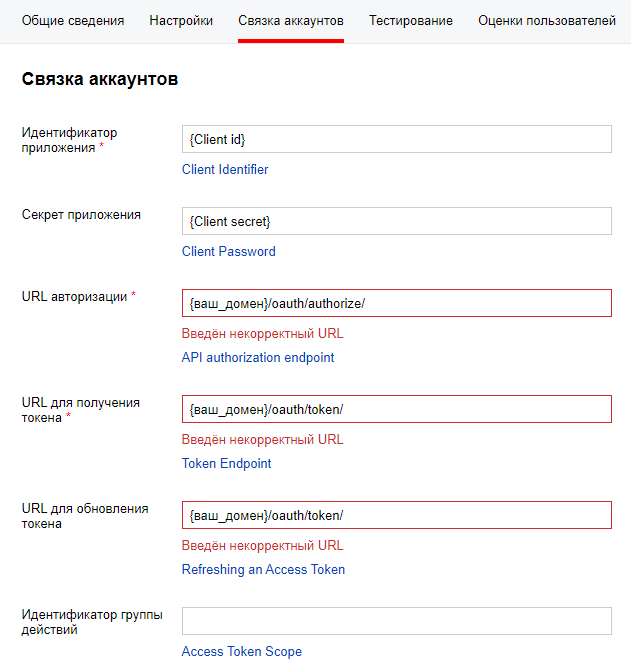 Общие сведения Настройки Связка аккаунтов Тестирование Оценки пользователей
Связка аккаунтов
Идентификатор
приложения *
{Client id}
Client Identifier
Секрет приложения
{Client secret}
Client Password
URL авторизации *
{ваш_домен}/oauth/authorize/
Введён некорректный URL
API authorization endpoint
URL для получения
токена *
{ваш_домен}/oauth/token/
Введён некорректный URL
Token Endpoint
URL для обновления
токена
{ваш_домен}/oauth/token/
Введён некорректный URL
Refreshing an Access Token
Идентификатор группы
действий
Access Token Scope